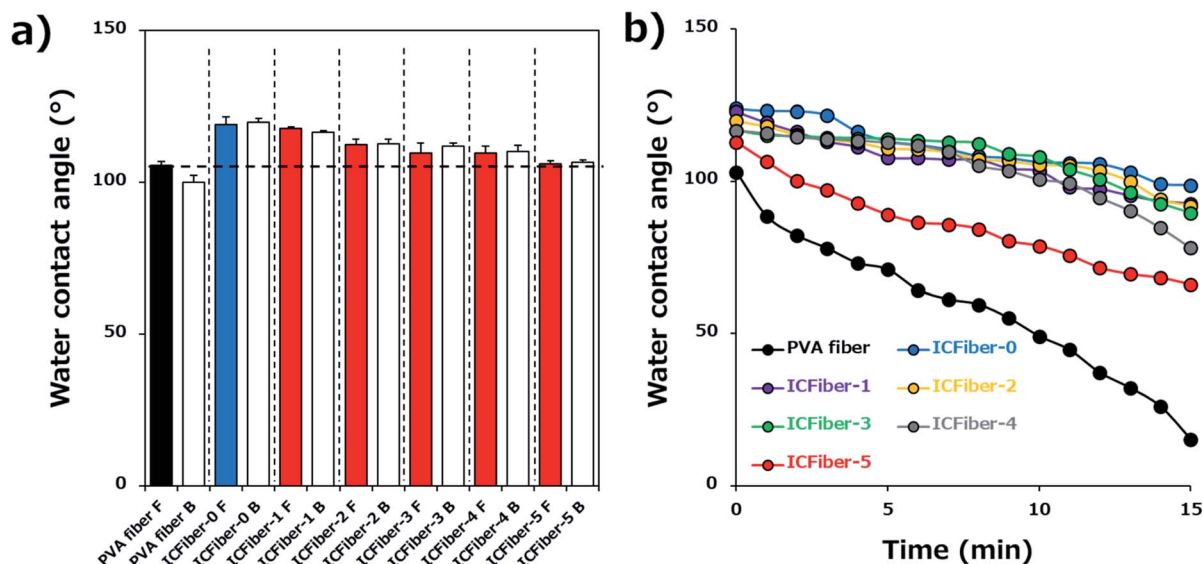 a)
Water contact angle (°)
150
100
50
0
PVA fiber F
PVA fiber B
ICFiber-0 F
ICFiber-0 B
ICFiber-1 F
ICFiber-1 B
ICFiber-2 F
ICFiber-2 B
ICFiber-3 F
ICFiber-3 B
ICFiber-4 F
ICFiber-4 B
ICFiber-5 F
ICFiber-5 B
b)
Water contact angle (°)
150
100
50
0
PVA fiber
ICFiber-0
ICFiber-1
ICFiber-2
ICFiber-3
ICFiber-4
ICFiber-5
0
5
10
15
Time (min)